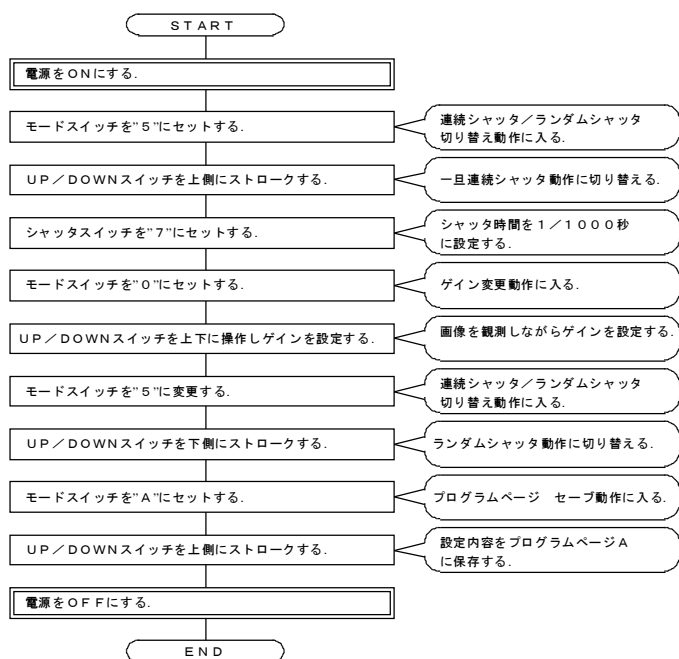 ＳＴＡＲＴ
電源をＯＮにする.
モードスイッチを”５”にセットする.
連続シャッタ／ランダムシャッタ
切り替え動作に入る.
ＵＰ／ＤＯＷＮスイッチを上側にストロークする.
一旦連続シャッタ動作に切り替える.
シャッタスイッチを”７”にセットする.
シャッタ時間を１／１０００秒
に設定する.
モードスイッチを”０”にセットする.
ゲイン変更動作に入る.
ＵＰ／ＤＯＷＮスイッチを上下に操作しゲインを設定する.
画像を観測しながらゲインを設定する.
モードスイッチを”５”に変更する.
連続シャッタ／ランダムシャッタ
切り替え動作に入る.
ＵＰ／ＤＯＷＮスイッチを下側にストロークする.
ランダムシャッタ動作に切り替える.
モードスイッチを”Ａ”にセットする.
プログラムページ　セーブ動作に入る.
ＵＰ／ＤＯＷＮスイッチを上側にストロークする.
設定内容をプログラムページＡ
に保存する.
電源をＯＦＦにする.
ＥＮＤ